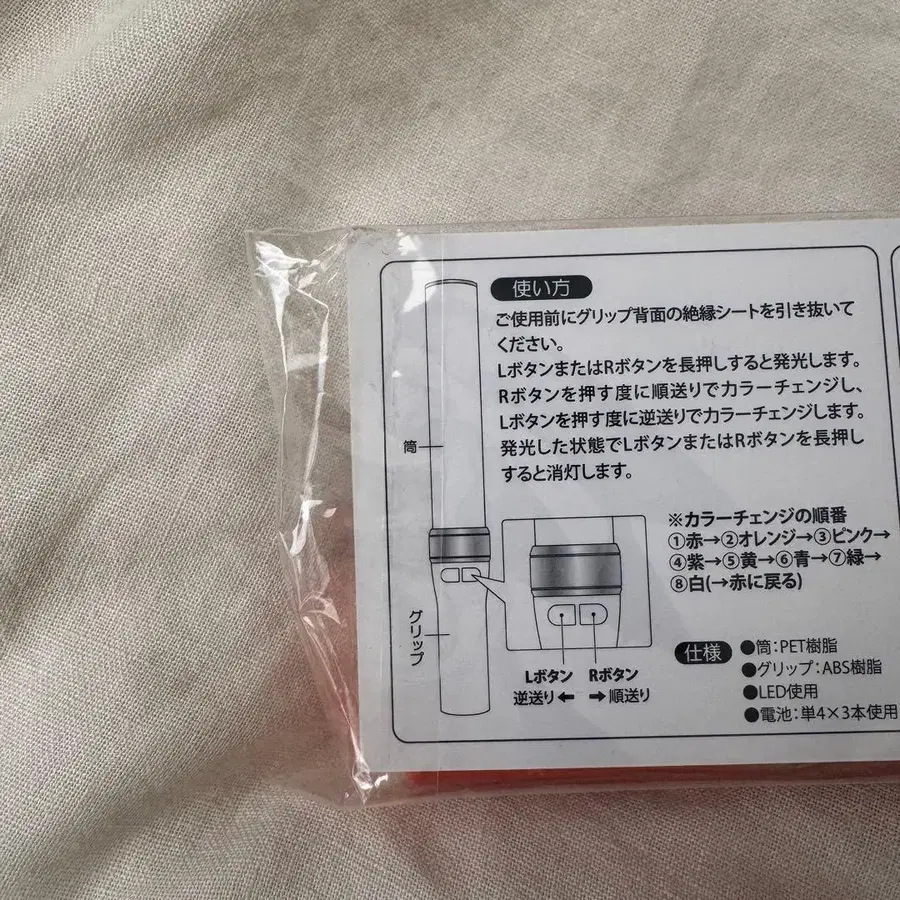 使い方
ご使用前にグリップ背面の絶縁シートを引き抜いて
ください。
LボタンまたはRボタンを長押しすると発光します。
Rボタンを押す度に順送りでカラーチェンジし、
Lボタンを押す度に逆送りでカラーチェンジします。
発光した状態でLボタンまたはRボタンを長押し
すると消灯します。
筒
グリップ
※カラーチェンジの順番
①赤→②オレンジ→③ピンク→
④紫→⑤黄→⑥青→⑦緑→
⑧白(→赤に戻る)
Lボタン Rボタン
逆送り← →順送り
仕様
●筒：PET樹脂
●グリップ：ABS樹脂
●LED使用
●電池：単4×3本使用